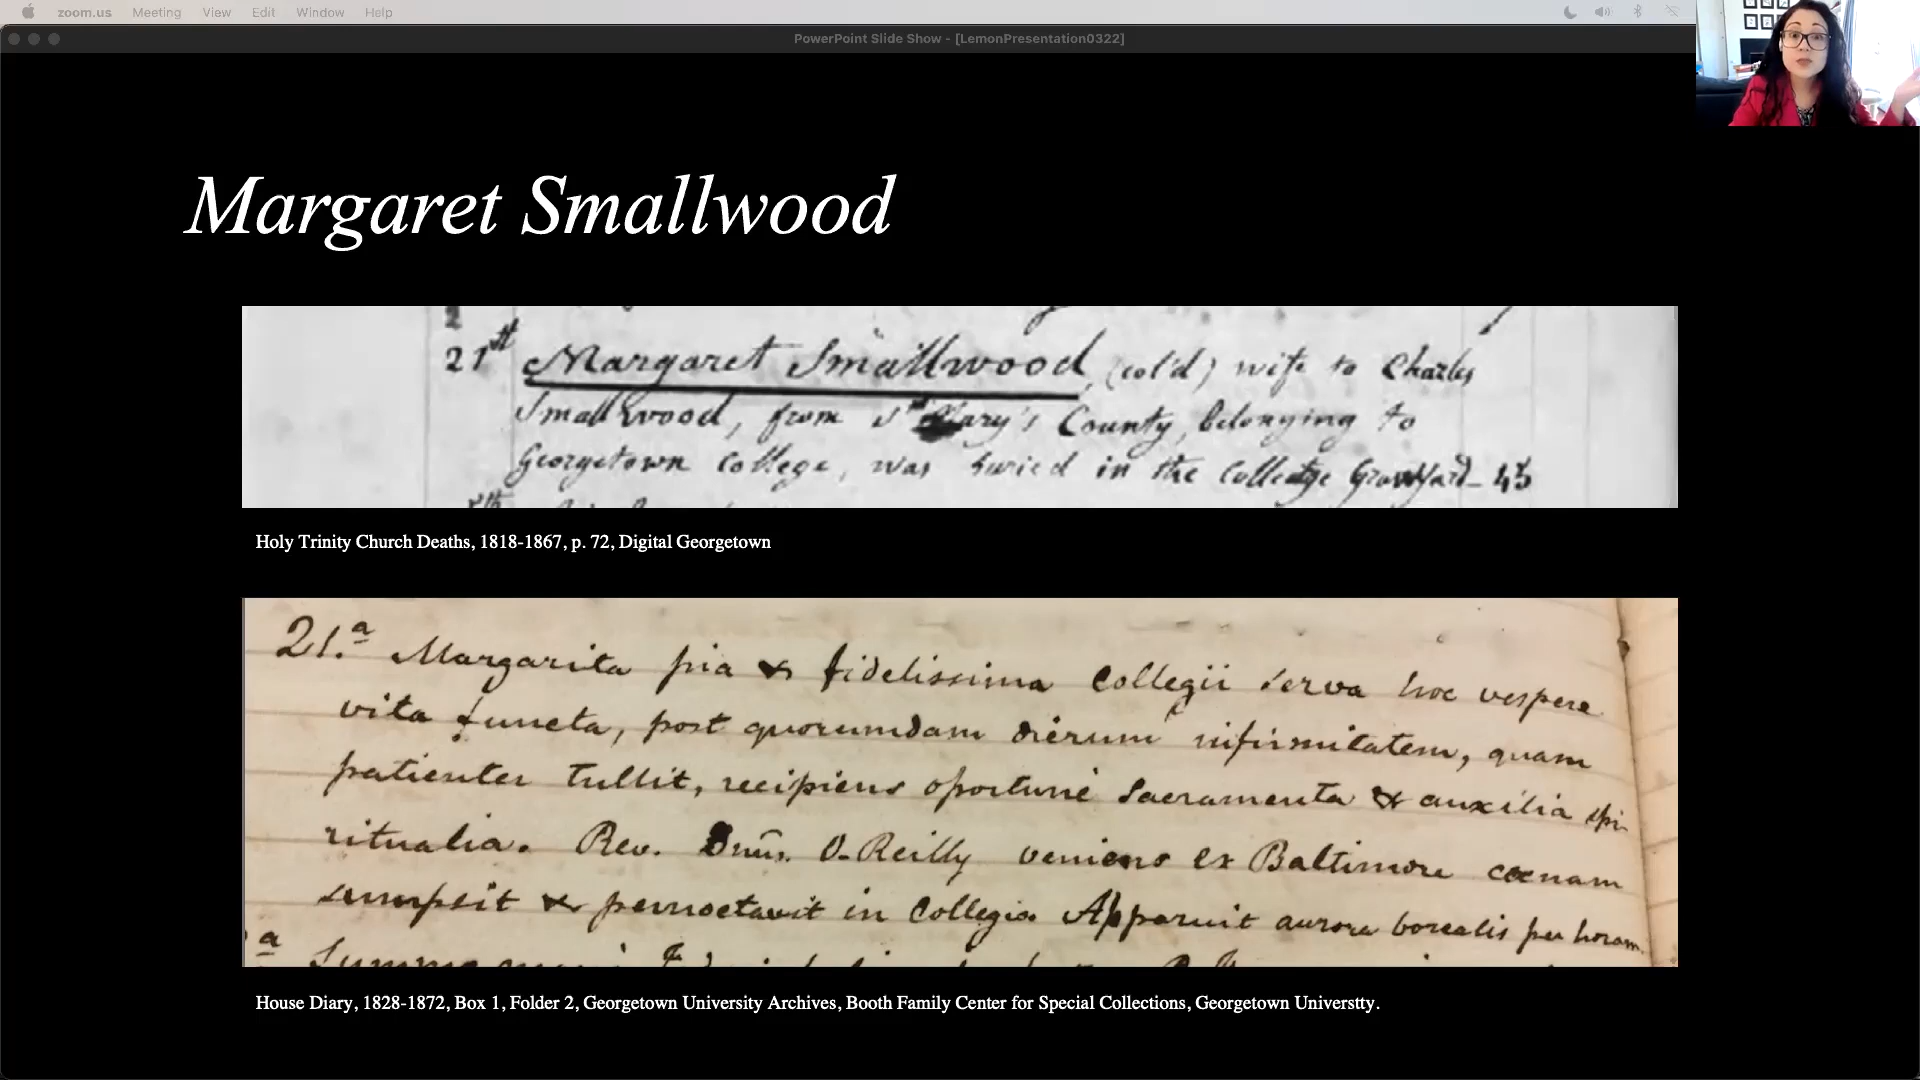 zoom.us Meeting View Edit Window Help
PowerPoint Slide Show - [LemonPresentation0322]
Margaret Smallwood
21st Margaret Smallwood, (col'd) wife to Charles
Smallwood, from St Mary's County, belonging to
Georgetown College, was buried in the Colledge GraveYard_ 45
Holy Trinity Church Deaths, 1818-1867, p. 72, Digital Georgetown
21.a Margarita pia & fidelissima Collegii serva hoc vespere
vita functa, post quorumdam dierum infirmitatem, quam
patienter tullit, recipiens oportune Sacramenta & auxilia spi-
ritualia. Rev. Dnus. O-Reilly veniens ex Baltimore cœnam
sumpsit & pernoctavit in Collegio. Apparuit aurora borealis per horam.
House Diary, 1828-1872, Box 1, Folder 2, Georgetown University Archives, Booth Family Center for Special Collections, Georgetown Universtty.